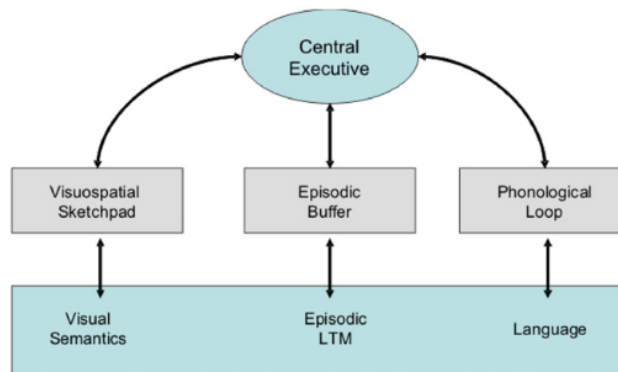 Central
Executive
Visuospatial
Sketchpad
Episodic
Buffer
Phonological
Loop
Visual
Semantics
Episodic
LTM
Language